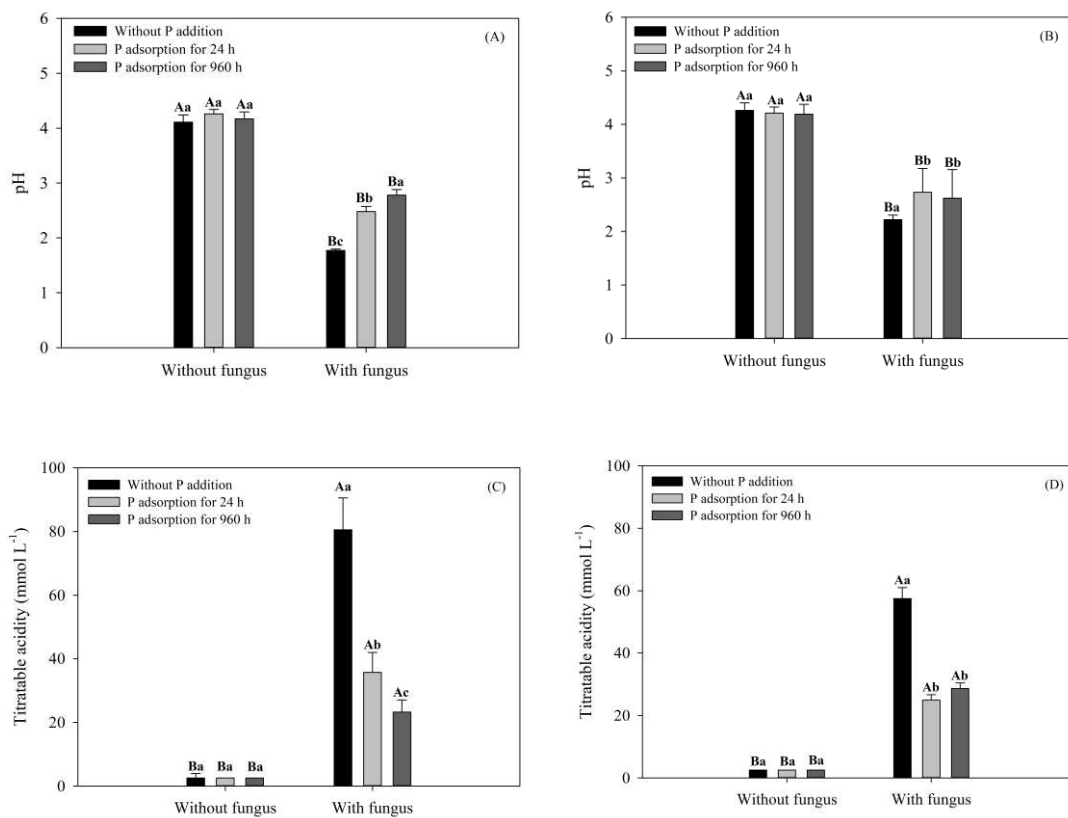 6
5
4
3
2
1
0
pH
Without P addition
P adsorption for 24 h
P adsorption for 960 h
(A)
Aa Aa Aa
Bc Bb Ba
Without fungus With fungus
6
5
4
3
2
1
0
pH
Without P addition
P adsorption for 24 h
P adsorption for 960 h
(B)
Aa Aa Aa
Ba Bb Bb
Without fungus With fungus
100
80
60
40
20
0
Titratable acidity (mmol L⁻¹)
Without P addition
P adsorption for 24 h
P adsorption for 960 h
(C)
Ba Ba Ba
Aa Ab Ac
Without fungus With fungus
100
80
60
40
20
0
Titratable acidity (mmol L⁻¹)
Without P addition
P adsorption for 24 h
P adsorption for 960 h
(D)
Ba Ba Ba
Aa Ab Ab
Without fungus With fungus